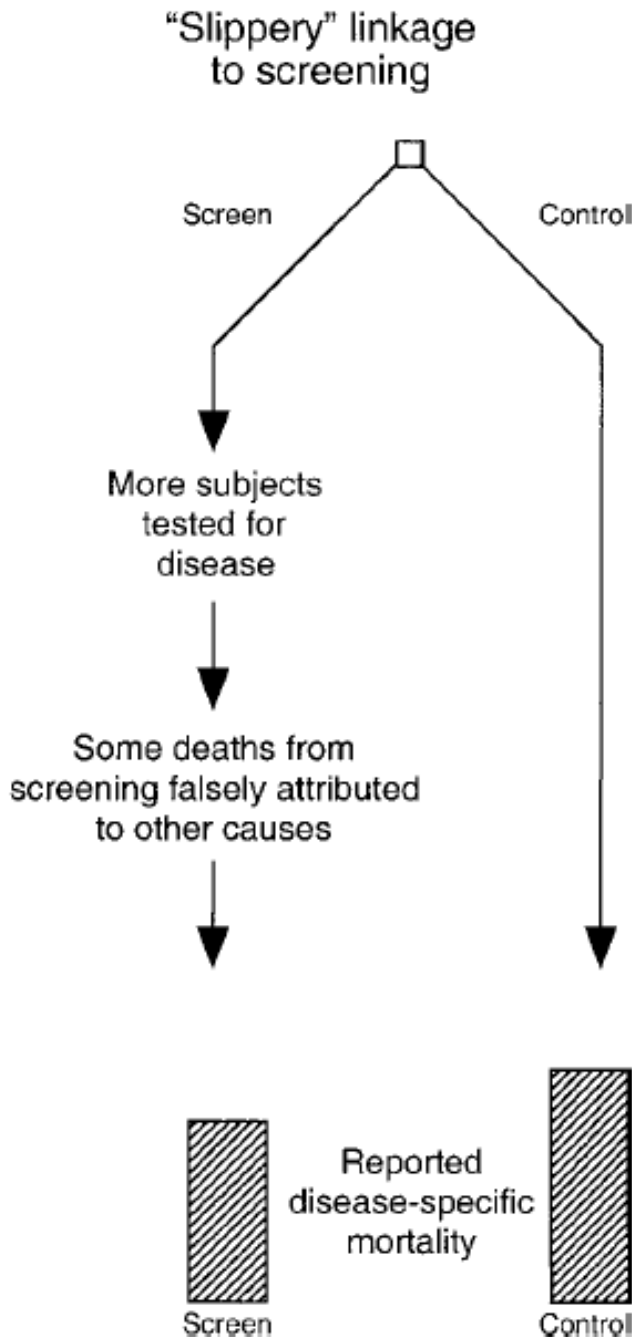 “Slippery” linkage
to screening
Screen
Control
More subjects
tested for
disease
Some deaths from
screening falsely attributed
to other causes
Reported
disease-specific
mortality
Screen
Control